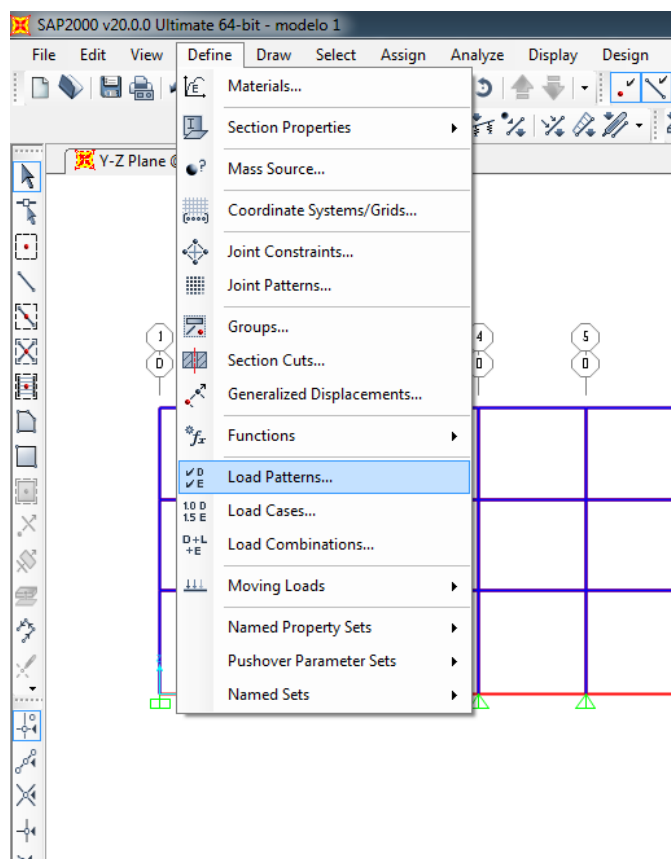 SAP2000 v20.0.0 Ultimate 64-bit - modelo 1
File Edit View Define Draw Select Assign Analyze Display Design
Materials...
Section Properties
Y-Z Plane @
Mass Source...
Coordinate Systems/Grids...
Joint Constraints...
Joint Patterns...
Groups...
1 4 5
Section Cuts...
D D D
Generalized Displacements...
Functions
Load Patterns...
Load Cases...
Load Combinations...
Moving Loads
Named Property Sets
Pushover Parameter Sets
Named Sets